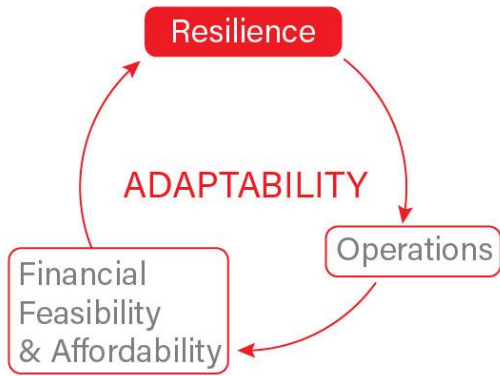 Resilience
ADAPTABILITY
Operations
Financial
Feasibility
& Affordability